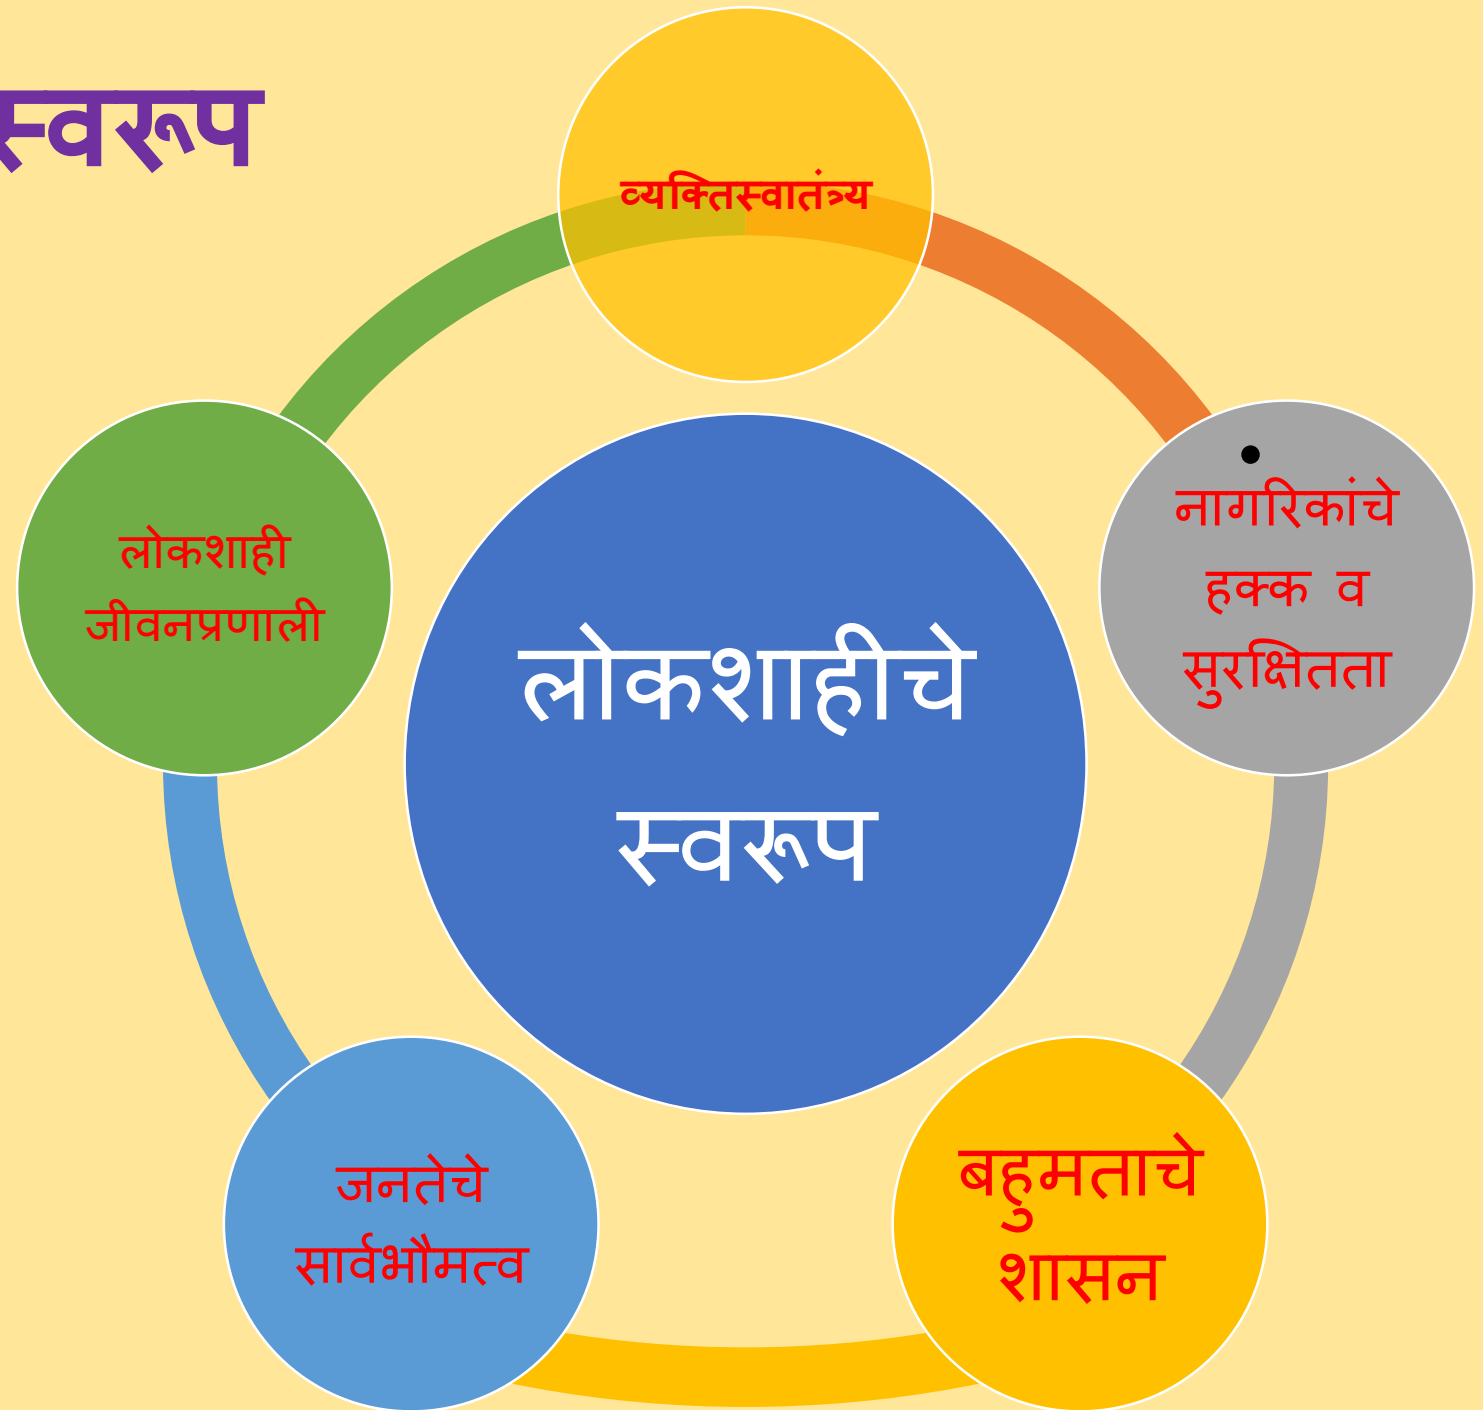 स्वरूप
व्यक्तिस्वातंत्र्य
• नागरिकांचे
हक्क व
सुरक्षितता
लोकशाही
जीवनप्रणाली
लोकशाहीचे
स्वरूप
जनतेचे
सार्वभौमत्व
बहुमताचे
शासन